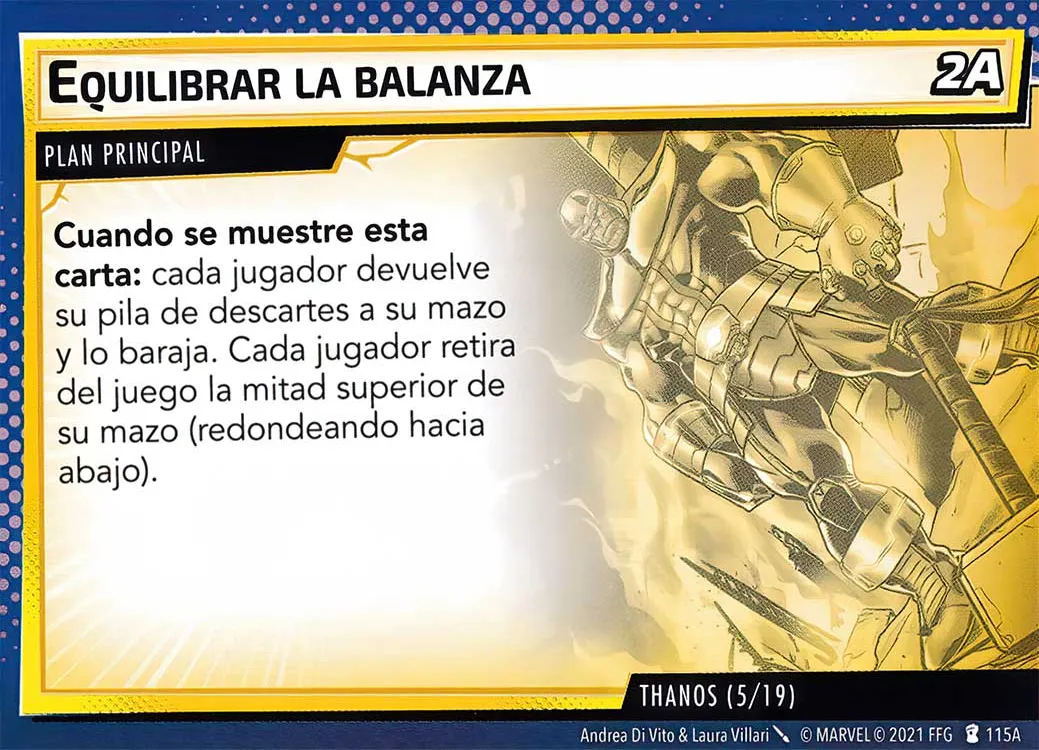 EQUILIBRAR LA BALANZA
2A
PLAN PRINCIPAL
Cuando se muestre esta
carta: cada jugador devuelve
su pila de descartes a su mazo
y lo baraja. Cada jugador retira
del juego la mitad superior de
su mazo (redondeando hacia
abajo).
THANOS (5/19)
Andrea Di Vito & Laura Villari © MARVEL © 2021 FFG 115A